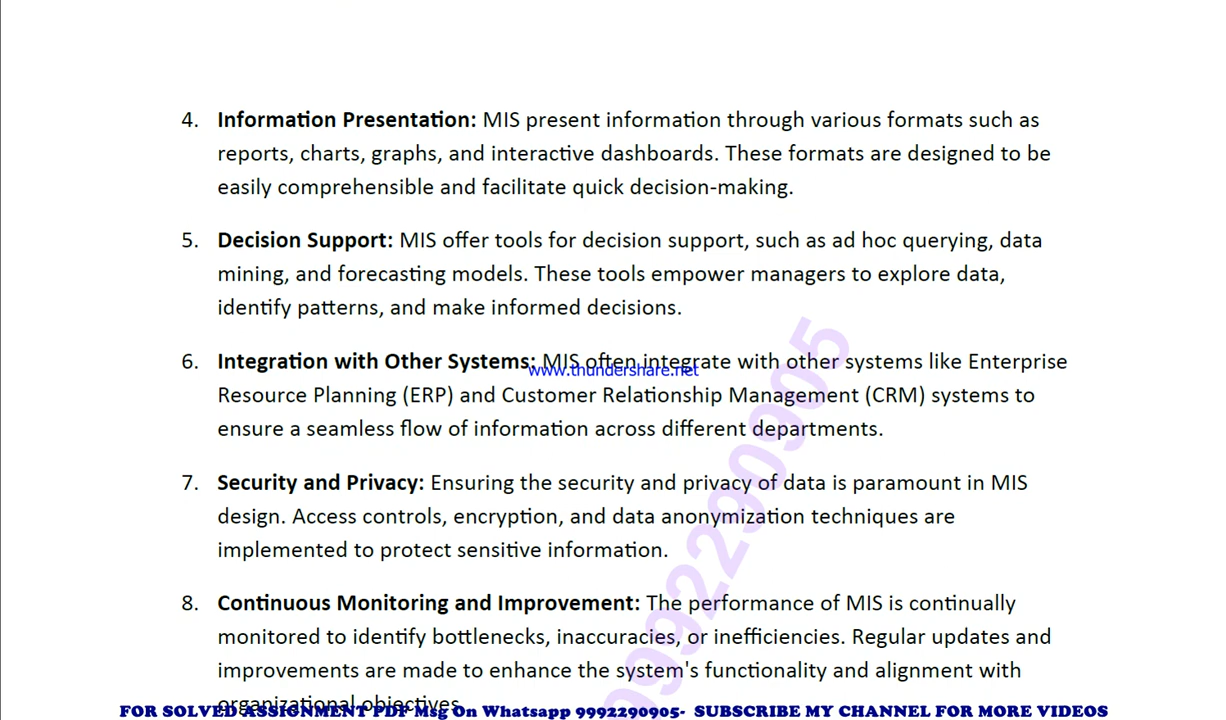 4. Information Presentation: MIS present information through various formats such as
reports, charts, graphs, and interactive dashboards. These formats are designed to be
easily comprehensible and facilitate quick decision-making.
5. Decision Support: MIS offer tools for decision support, such as ad hoc querying, data
mining, and forecasting models. These tools empower managers to explore data,
identify patterns, and make informed decisions.
6. Integration with Other Systems: MIS often integrate with other systems like Enterprise
www.thundershare.net
Resource Planning (ERP) and Customer Relationship Management (CRM) systems to
ensure a seamless flow of information across different departments.
7. Security and Privacy: Ensuring the security and privacy of data is paramount in MIS
design. Access controls, encryption, and data anonymization techniques are
implemented to protect sensitive information.
8. Continuous Monitoring and Improvement: The performance of MIS is continually
monitored to identify bottlenecks, inaccuracies, or inefficiencies. Regular updates and
improvements are made to enhance the system's functionality and alignment with
organizational objectives.
9992290905
FOR SOLVED ASSIGNMENT PDF Msg On Whatsapp 9992290905- SUBSCRIBE MY CHANNEL FOR MORE VIDEOS